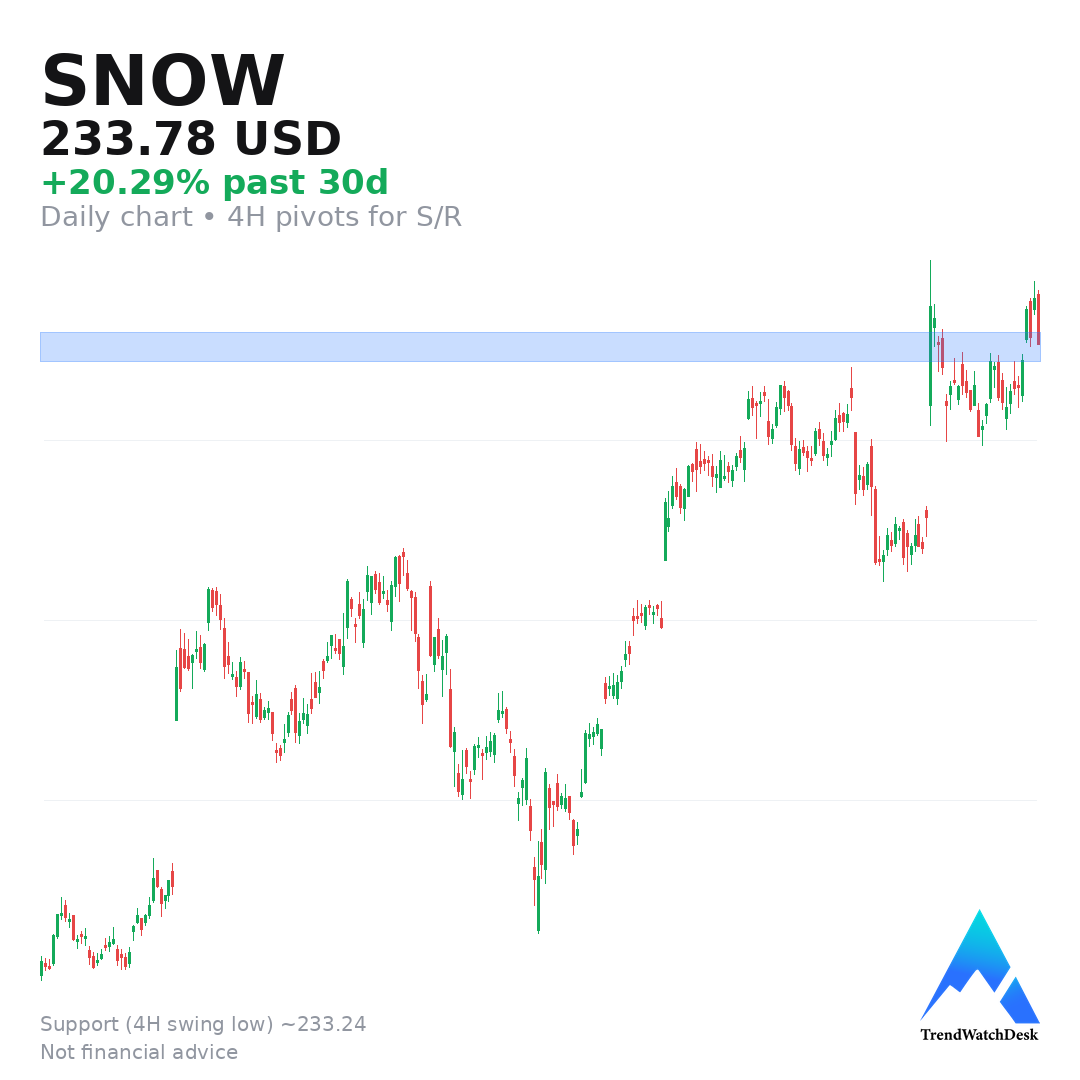 SNOW
233.78 USD
+20.29% past 30d
Daily chart • 4H pivots for S/R
Support (4H swing low) ~233.24
Not financial advice
TrendWatchDesk